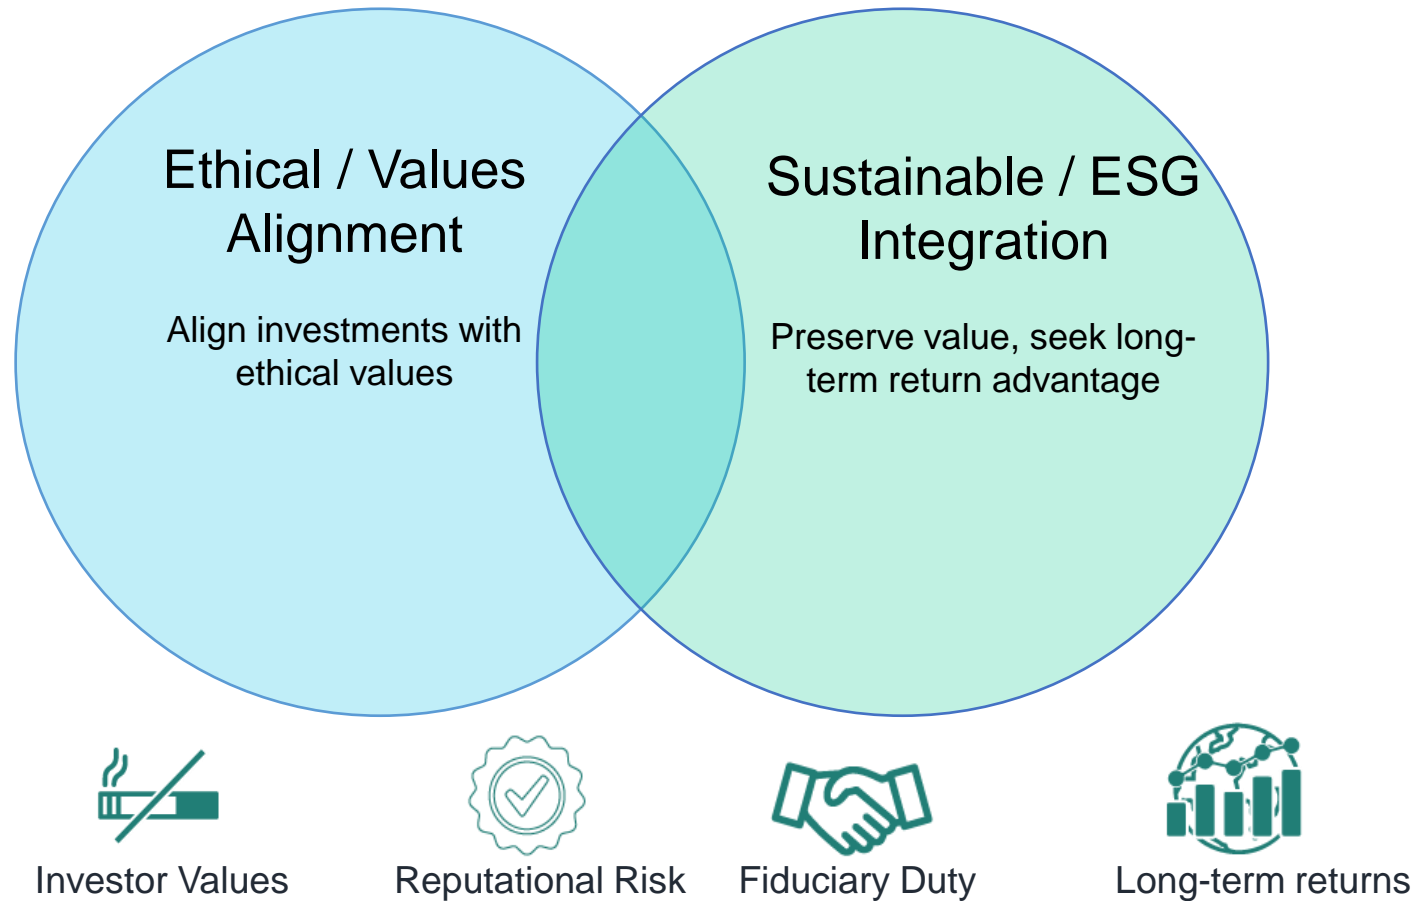 Ethical / Values
Alignment
Align investments with
ethical values
Sustainable / ESG
Integration
Preserve value, seek long-
term return advantage
Investor Values
Reputational Risk
Fiduciary Duty
Long-term returns